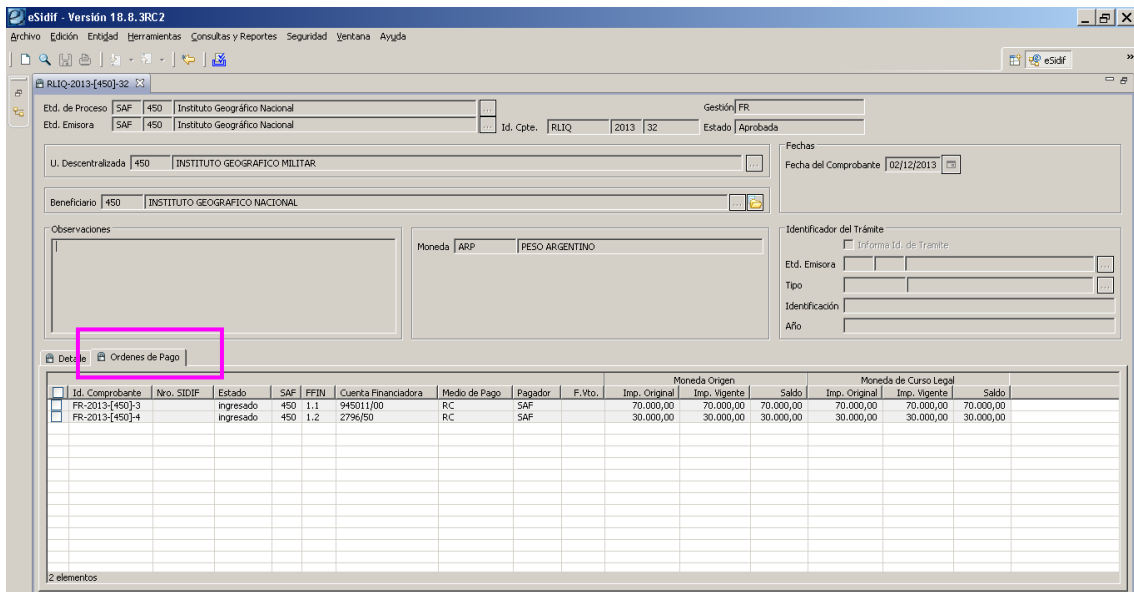 eSidif - Versión 18.8.3RC2
Archivo Edición Entidad Herramientas Consultas y Reportes Seguridad Ventana Ayuda
eSidif »
RLIQ-2013-[450]-32
Etd. de Proceso SAF 450 Instituto Geográfico Nacional ... Gestión FR
Etd. Emisora SAF 450 Instituto Geográfico Nacional ... Id. Cpte. RLIQ 2013 32 Estado Aprobada
Fechas
U. Descentralizada 450 INSTITUTO GEOGRAFICO MILITAR ... Fecha del Comprobante 02/12/2013
Beneficiario 450 INSTITUTO GEOGRAFICO NACIONAL ...
Observaciones Identificador del Trámite
Moneda ARP PESO ARGENTINO Informa Id. de Tramite
Etd. Emisora ...
Tipo ...
Identificación
Año
Detalle Ordenes de Pago
Moneda Origen Moneda de Curso Legal
Id. Comprobante Nro. SIDIF Estado SAF FFIN Cuenta Financiadora Medio de Pago Pagador F.Vto. Imp. Original Imp. Vigente Saldo Imp. Original Imp. Vigente Saldo
FR-2013-[450]-3 ingresado 450 1.1 945011/00 RC SAF 70.000,00 70.000,00 70.000,00 70.000,00 70.000,00 70.000,00
FR-2013-[450]-4 ingresado 450 1.2 2796/50 RC SAF 30.000,00 30.000,00 30.000,00 30.000,00 30.000,00 30.000,00
2 elementos